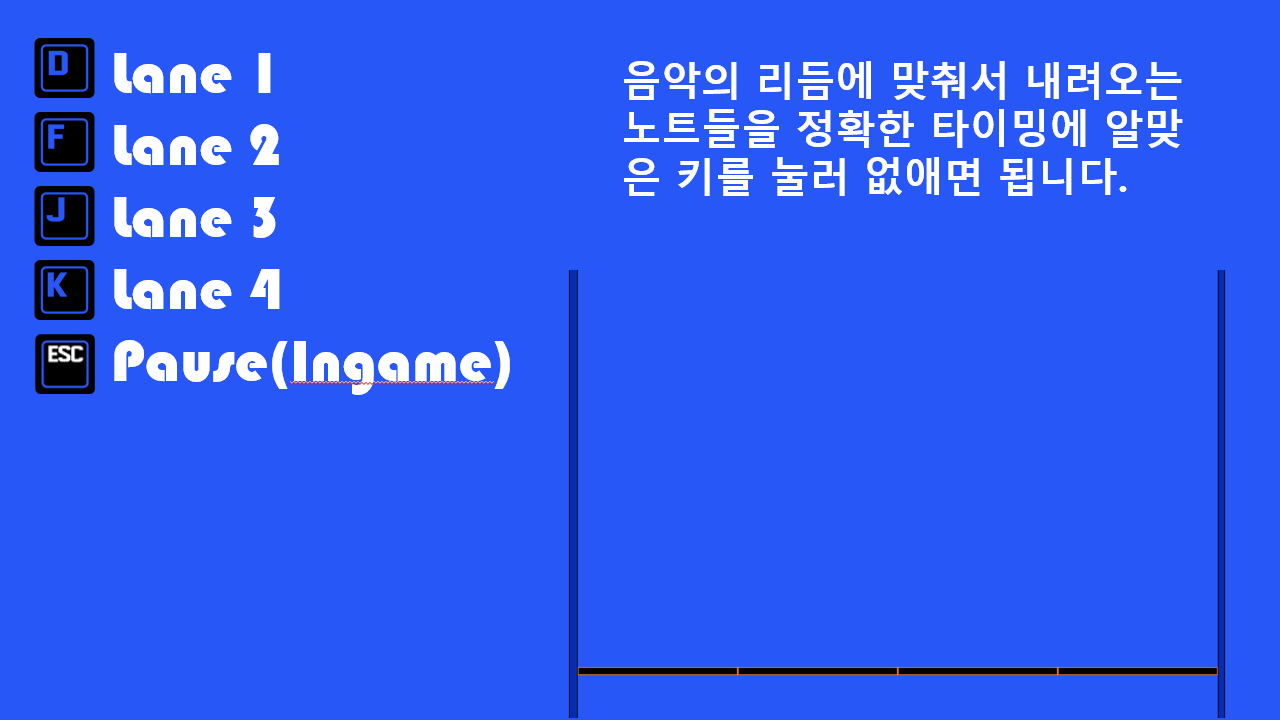 D Lane 1
F Lane 2
J Lane 3
K Lane 4
ESC Pause(Ingame)
음악의 리듬에 맞춰서 내려오는
노트들을 정확한 타이밍에 알맞
은 키를 눌러 없애면 됩니다.